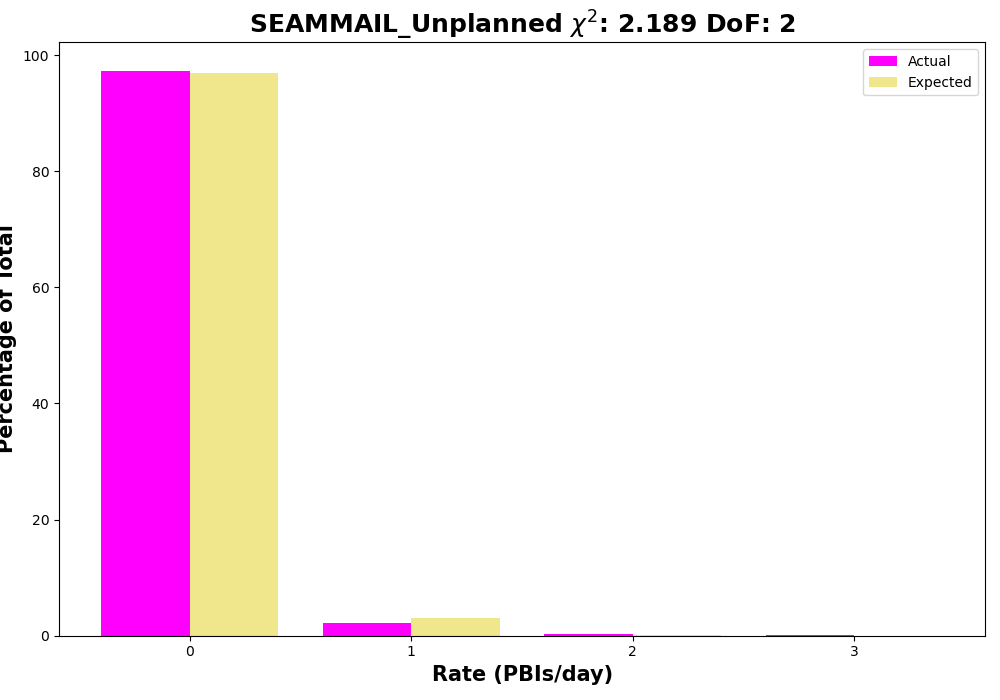 SEAMMAIL_Unplanned χ²: 2.189 DoF: 2
Actual
Expected
100
80
60
40
20
0
Percentage of Total
0 1 2 3
Rate (PBIs/day)